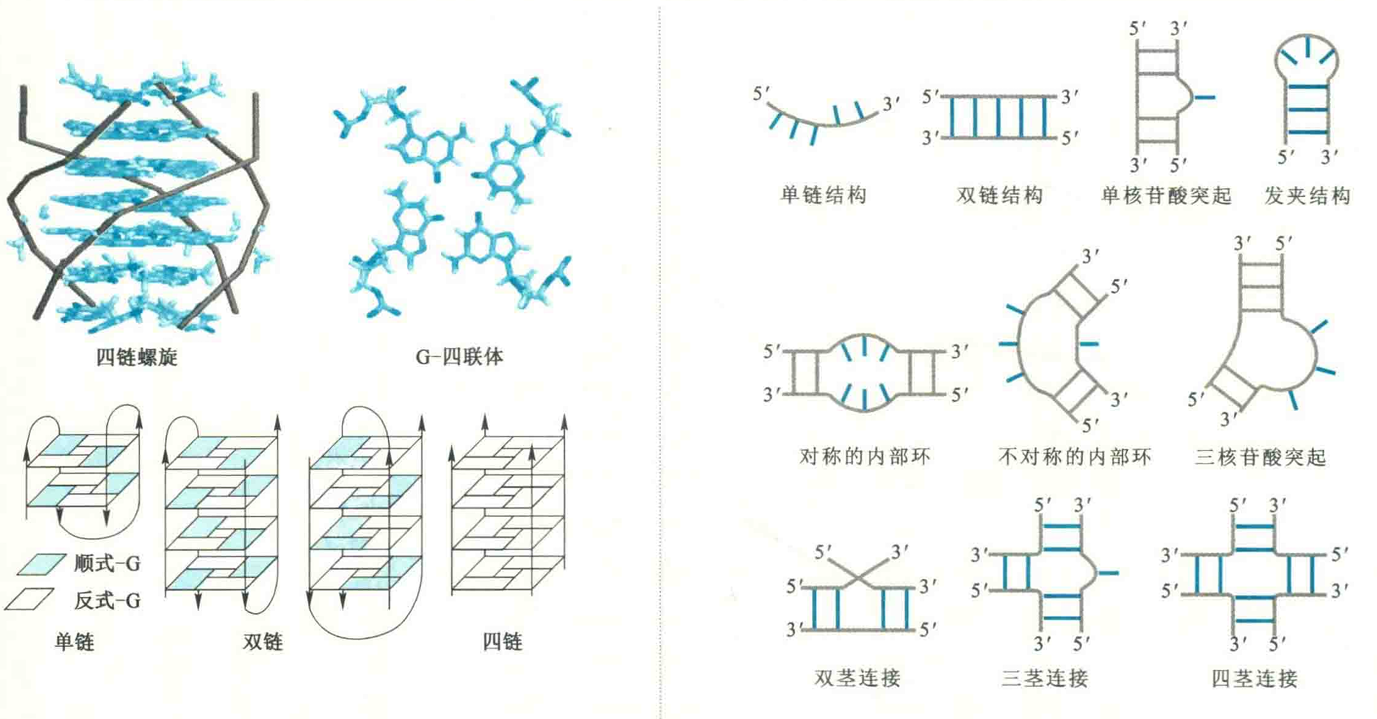 四链螺旋
G-四联体
顺式-G
反式-G
单链
双链
四链
5′
3′
单链结构
5′
3′
3′
5′
双链结构
5′
3′
3′
5′
单核苷酸突起
5′
3′
发夹结构
5′
3′
3′
5′
对称的内部环
3′
5′
3′
5′
不对称的内部环
3′
5′
5′
3′
三核苷酸突起
5′
3′
5′
3′
3′
5′
双茎连接
5′
3′
3′
5′
3′
5′
三茎连接
5′
3′
3′
5′
5′
3′
3′
5′
四茎连接